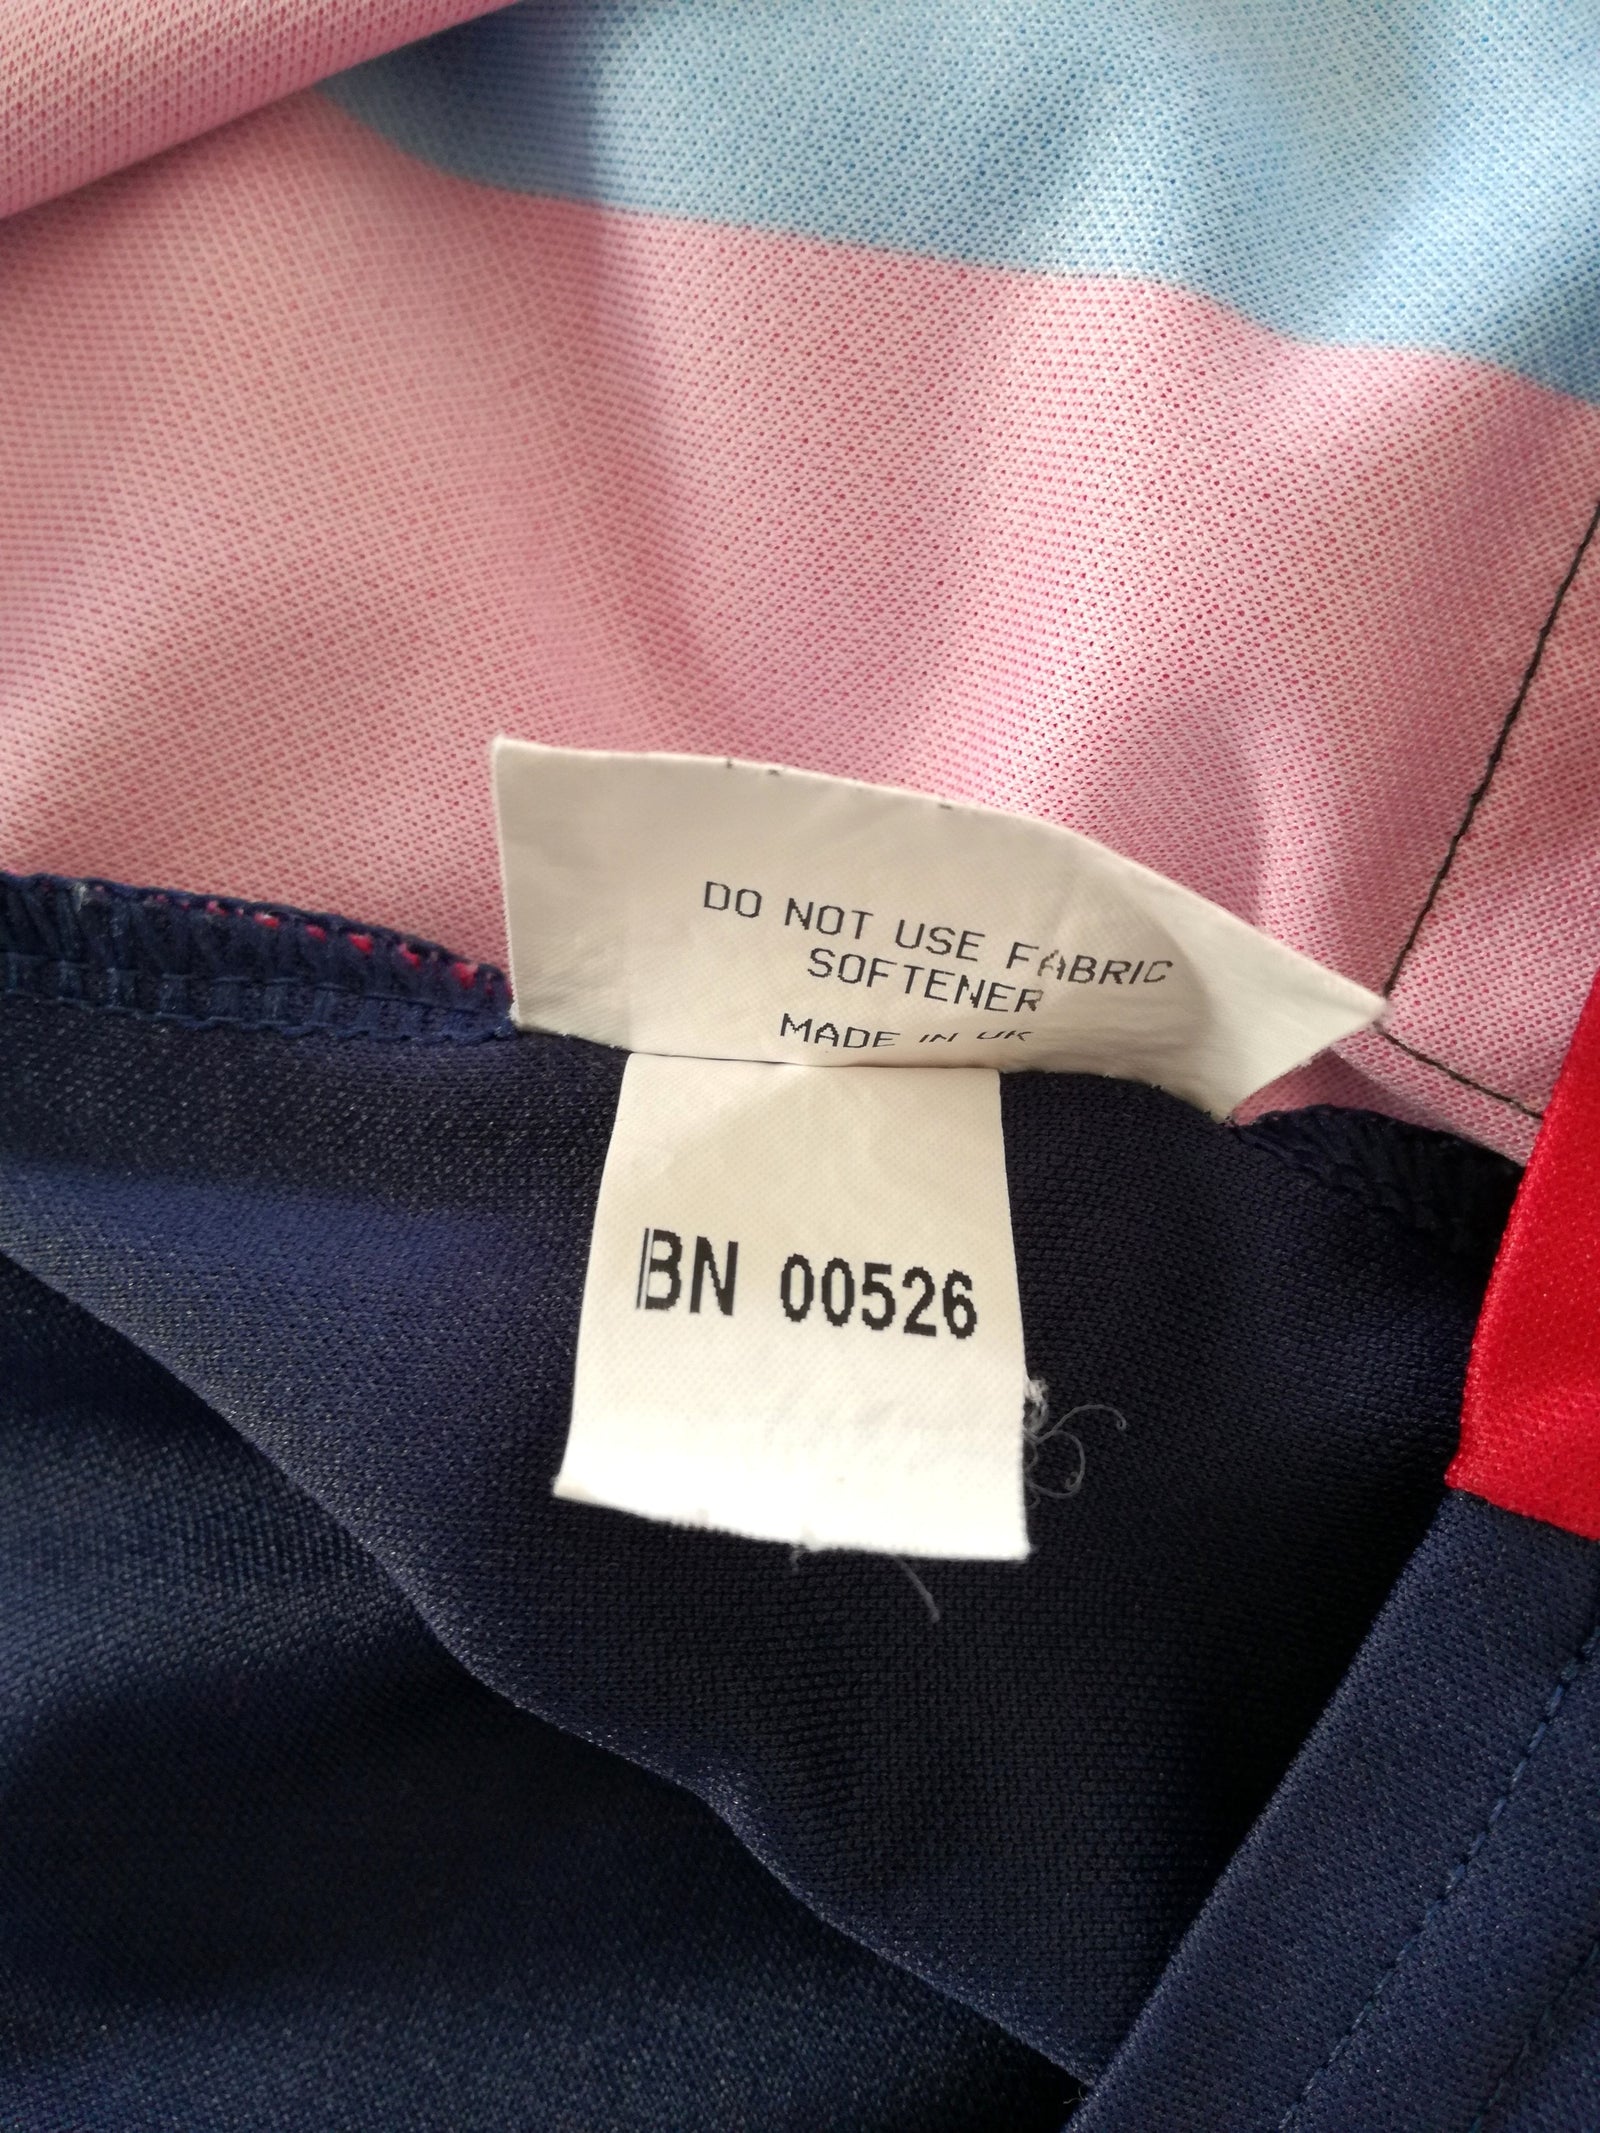 DO NOT USE FABRIC
SOFTENER
MADE IN UK
BN 00526